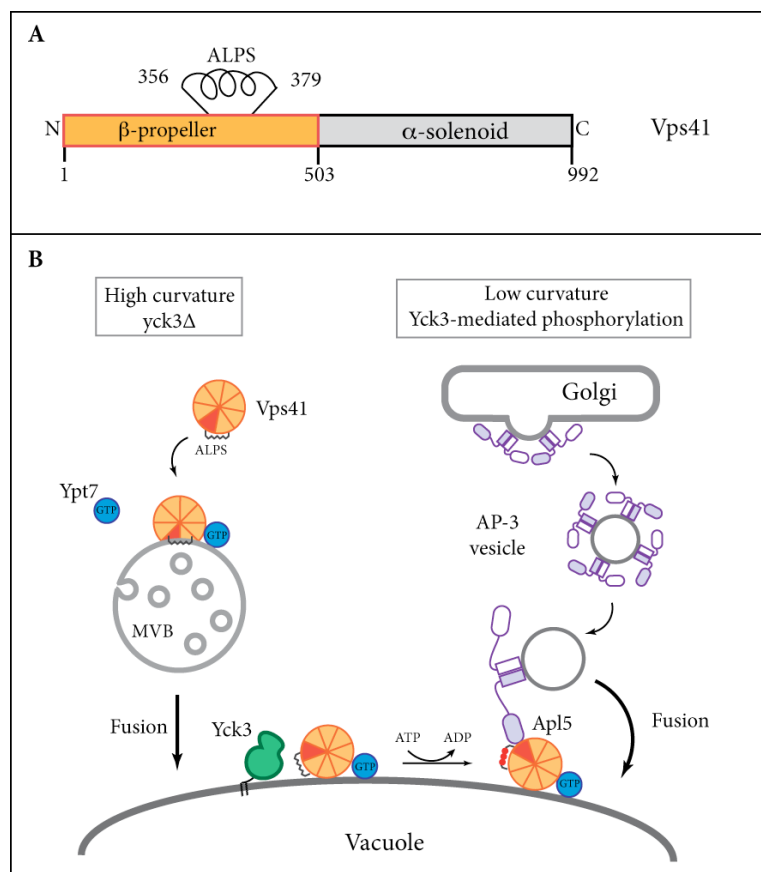 A
ALPS
356
379
N
β-propeller
α-solenoid
C
Vps41
1
503
992
B
High curvature
yck3Δ
Low curvature
Yck3-mediated phosphorylation
Golgi
Vps41
ALPS
Ypt7
GTP
GTP
AP-3
vesicle
MVB
Fusion
Yck3
GTP
ATP
ADP
Apl5
GTP
Fusion
Vacuole